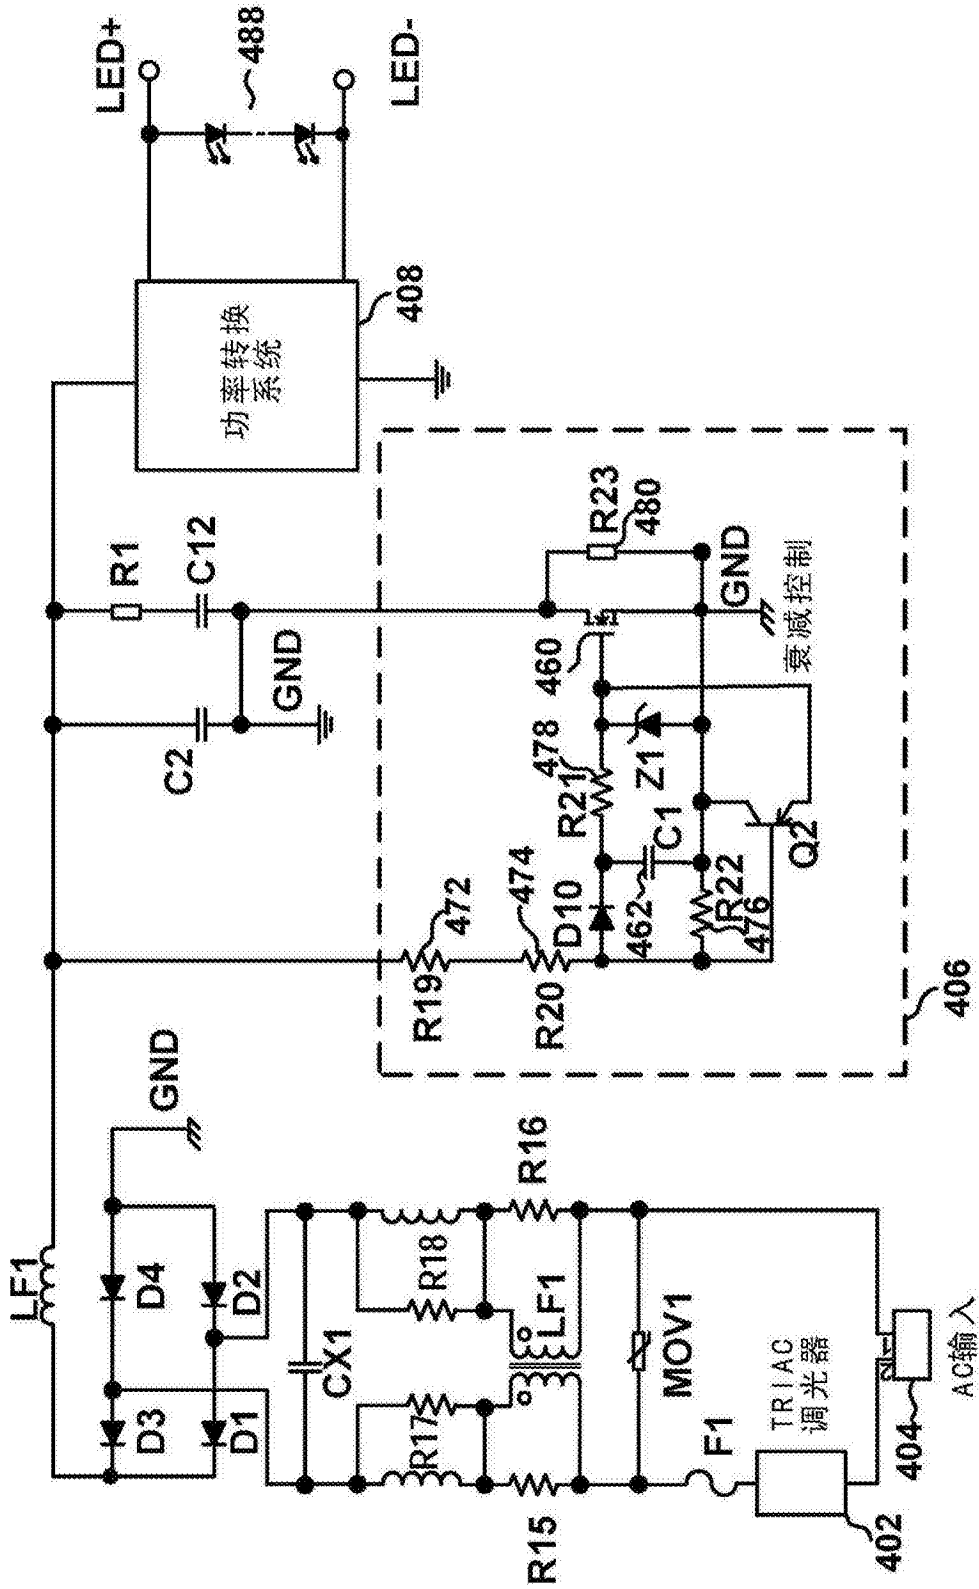 LED+
488
LED-
功率转换
系统
408
R1
C12
C2
GND
R23
480
GND
衰减控制
460
478
R21
Z1
C1
462
Q2
R22
476
474
472
D10
R19
R20
406
LF1
GND
D4
D2
D3
D1
CX1
R16
R18
LF1
R17
R15
MOV1
F1
TRIAC
调光器
402
404
AC输入